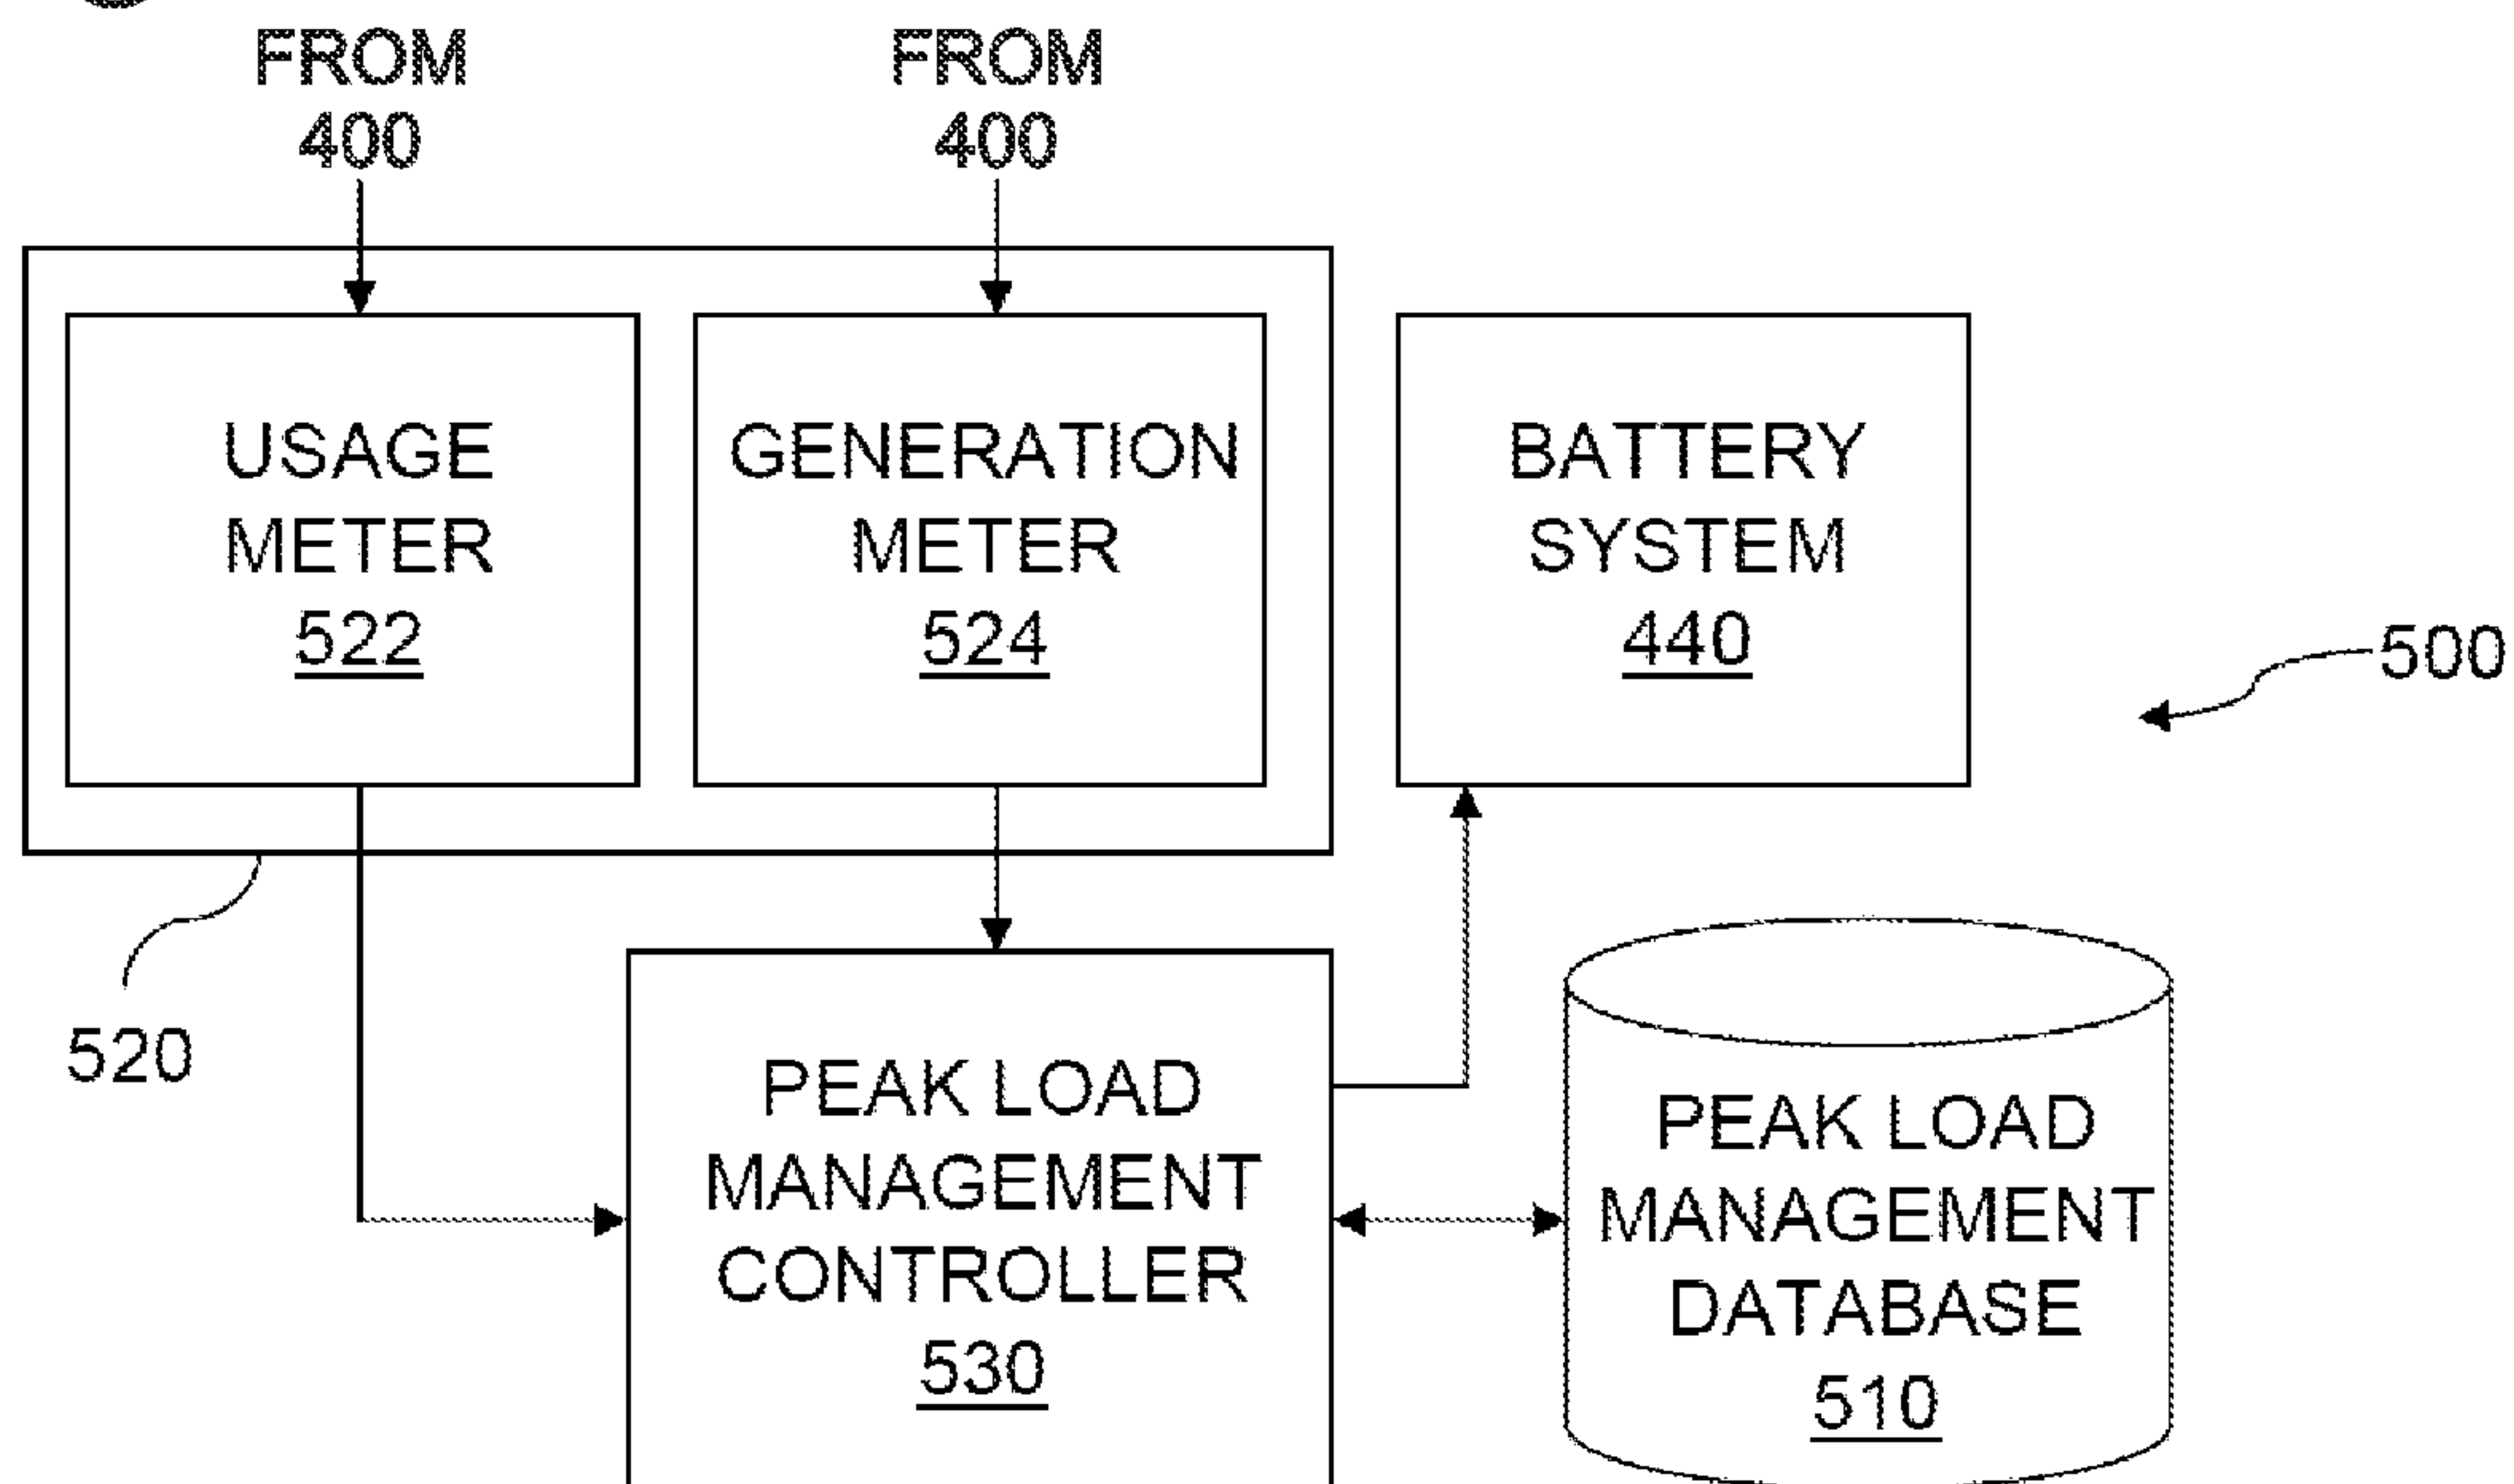 FROM
400
FROM
400
USAGE
METER
522
GENERATION
METER
524
BATTERY
SYSTEM
440
500
520
PEAK LOAD
MANAGEMENT
CONTROLLER
530
PEAK LOAD
MANAGEMENT
DATABASE
510